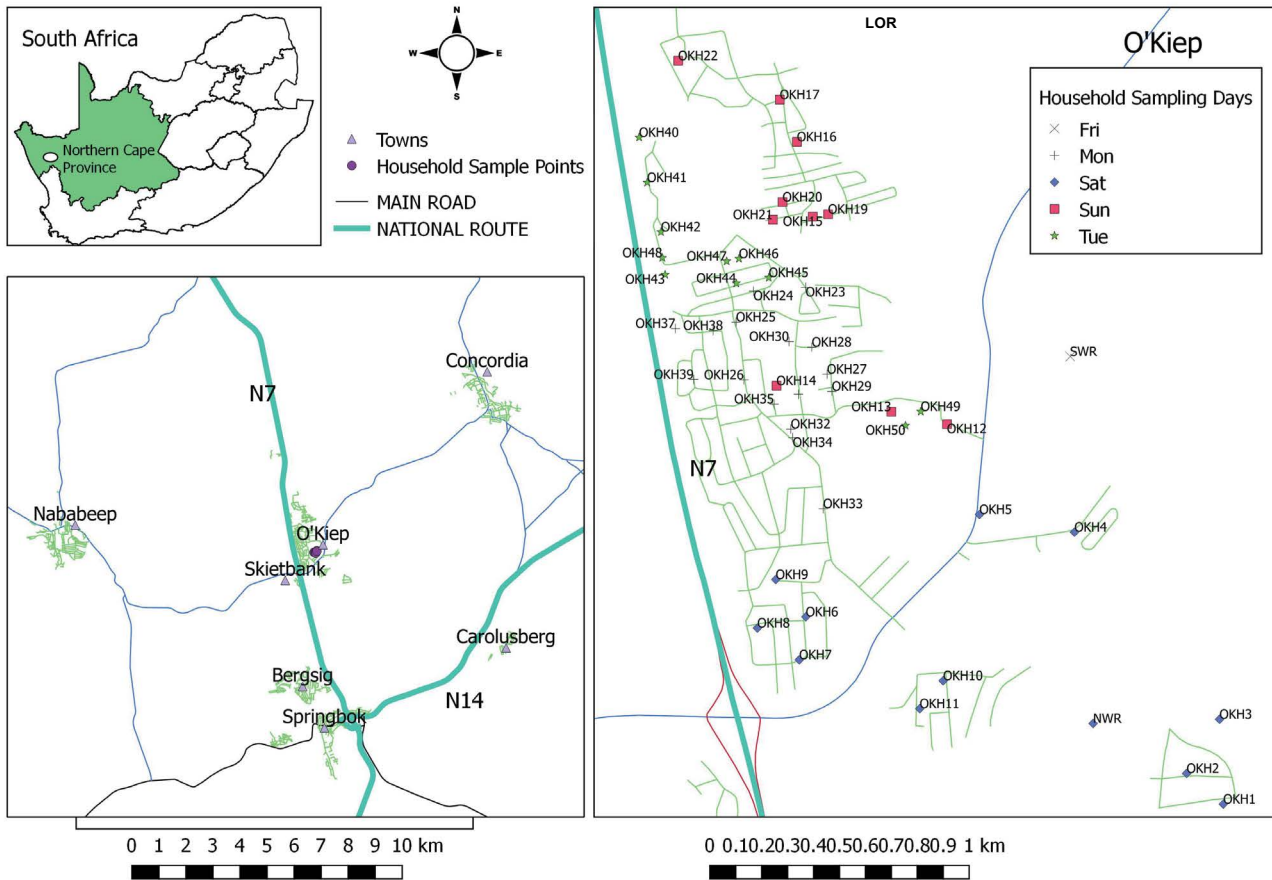 South Africa
Northern Cape
Province
N
W
E
S
Towns
Household Sample Points
MAIN ROAD
NATIONAL ROUTE
N7
Concordia
Nababeep
O'Kiep
Skietbank
Carolusberg
Bergsig
N14
Springbok
0 1 2 3 4 5 6 7 8 9 10 km
LOR
O'Kiep
Household Sampling Days
Fri
Mon
Sat
Sun
Tue
OKH22
OKH17
OKH40
OKH16
OKH41
OKH20
OKH21
OKH15
OKH19
OKH42
OKH48
OKH47
OKH46
OKH43
OKH44
OKH45
OKH24
OKH23
OKH37
OKH38
OKH25
OKH30
OKH28
SWR
OKH39
OKH26
OKH14
OKH27
OKH29
OKH35
OKH13
OKH49
OKH32
OKH50
OKH12
OKH34
N7
OKH33
OKH5
OKH4
OKH9
OKH6
OKH8
OKH7
OKH10
OKH11
NWR
OKH3
OKH2
OKH1
0 0.10.20.30.40.50.60.70.80.9 1 km